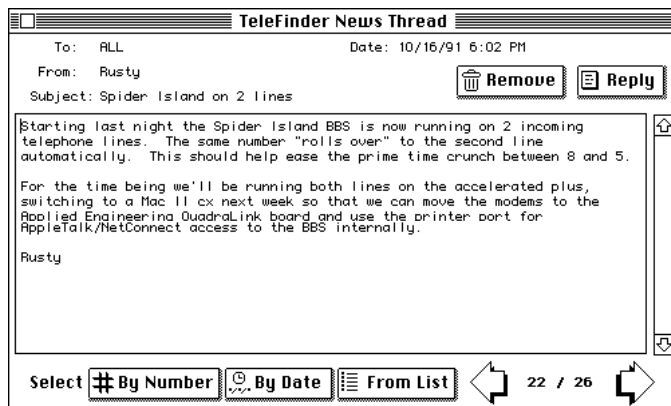 TeleFinder News Thread
To: ALL Date: 10/16/91 6:02 PM
From: Rusty
Remove Reply
Subject: Spider Island on 2 lines
Starting last night the Spider Island BBS is now running on 2 incoming
telephone lines. The same number "rolls over" to the second line
automatically. This should help ease the prime time crunch between 8 and 5.
For the time being we'll be running both lines on the accelerated plus,
switching to a Mac II cx next week so that we can move the modems to the
Applied Engineering QuadraLink board and use the printer port for
AppleTalk/NetConnect access to the BBS internally.
Rusty
Select # By Number By Date From List 22 / 26